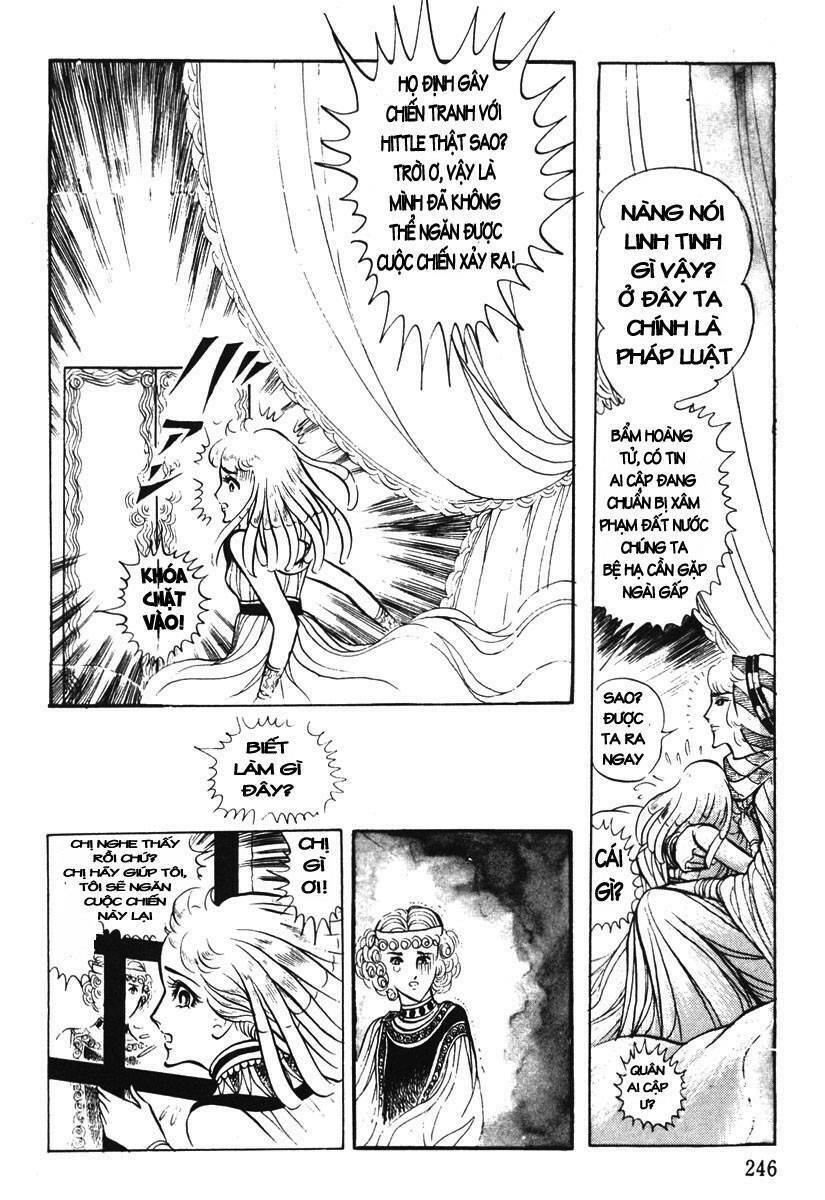 NÀNG NÓI
LINH TINH
GÌ VẬY?
Ở ĐÂY TA
CHÍNH LÀ
PHÁP LUẬT
BẨM HOÀNG
TỬ, CÓ TIN
AI CẬP ĐANG
CHUẨN BỊ XÂM
PHẠM ĐẤT NƯỚC
CHÚNG TA
BỆ HẠ CẦN GẶP
NGÀI GẤP
SAO?
ĐƯỢC
TA RA
NGAY
CÁI
GÌ?
QUÂN
AI CẬP
Ư?
HỌ ĐỊNH GÂY
CHIẾN TRANH VỚI
HITTLE THẬT SAO?
TRỜI Ơ, VẬY LÀ
MÌNH ĐÃ KHÔNG
THỂ NGĂN ĐƯỢC
CUỘC CHIẾN XẢY RA!
KHÓA
CHẶT
VÀO!
BIẾT
LÀM GÌ
ĐÂY?
CHỊ
GÌ
ƠI!
CHỊ NGHE THẤY
RỒI CHỨ?
CHỊ HÃY GIÚP TÔI,
TÔI SẼ NGĂN
CUỘC CHIẾN
NÀY LẠI
246